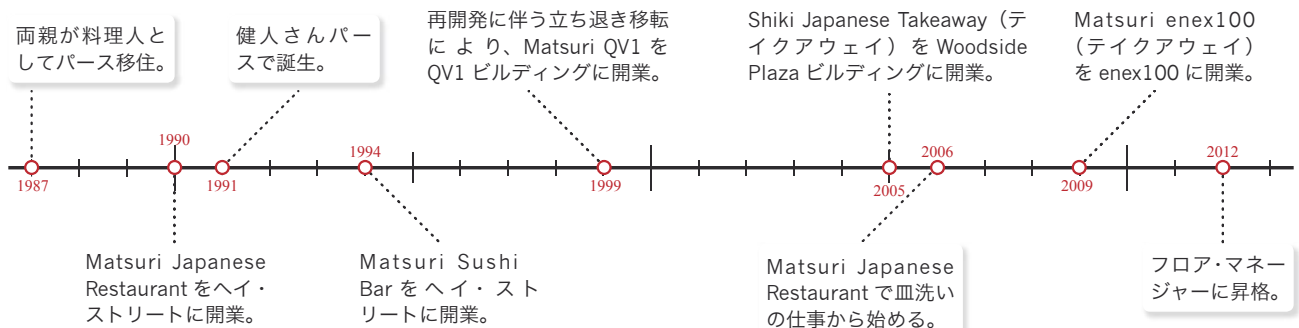 両親が料理人と
してパース移住。
健人さんパー
スで誕生。
再開発に伴う立ち退き移転
により、Matsuri QV1 を
QV1 ビルディングに開業。
Shiki Japanese Takeaway（テ
イクアウェイ）を Woodside
Plaza ビルディングに開業。
Matsuri enex100
（テイクアウェイ）
を enex100 に開業。
1987
1990
1991
1994
1999
2005
2006
2009
2012
Matsuri Japanese
Restaurant をヘイ・
ストリートに開業。
Matsuri Sushi
Bar をヘイ・スト
リートに開業。
Matsuri Japanese
Restaurant で皿洗い
の仕事から始める。
フロア・マネー
ジャーに昇格。